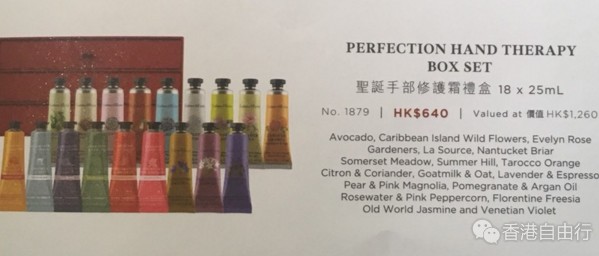 PERFECTION HAND THERAPY
BOX SET
聖誕手部修護霜禮盒 18 x 25mL
No. 1879 | HK$640 | Valued at 價值 HK$1,260
Avocado, Caribbean Island Wild Flowers, Evelyn Rose
Gardeners, La Source, Nantucket Briar
Somerset Meadow, Summer Hill, Tarocco Orange
Citron & Coriander, Goatmilk & Oat, Lavender & Espresso
Pear & Pink Magnolia, Pomegranate & Argan Oil
Rosewater & Pink Peppercorn, Florentine Freesia
Old World Jasmine and Venetian Violet
香港自由行